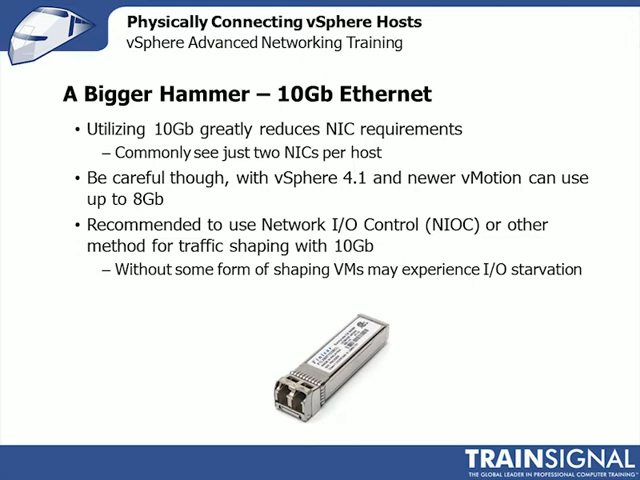 Physically Connecting vSphere Hosts
vSphere Advanced Networking Training
A Bigger Hammer – 10Gb Ethernet
• Utilizing 10Gb greatly reduces NIC requirements
– Commonly see just two NICs per host
• Be careful though, with vSphere 4.1 and newer vMotion can use
up to 8Gb
• Recommended to use Network I/O Control (NIOC) or other
method for traffic shaping with 10Gb
– Without some form of shaping VMs may experience I/O starvation
TRAINSIGNAL
THE GLOBAL LEADER IN PROFESSIONAL COMPUTER TRAINING